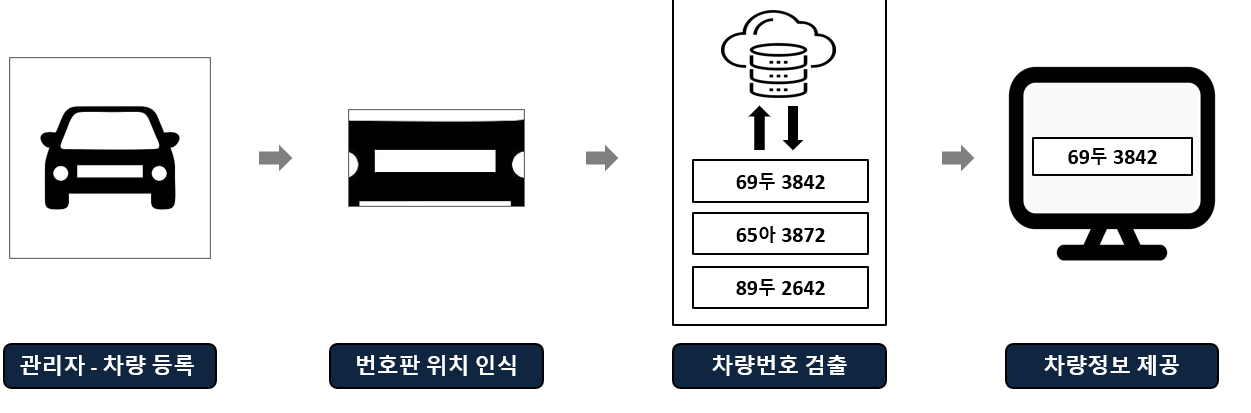 69두 3842
65아 3872
89두 2642
69두 3842
관리자 - 차량 등록
번호판 위치 인식
차량번호 검출
차량정보 제공